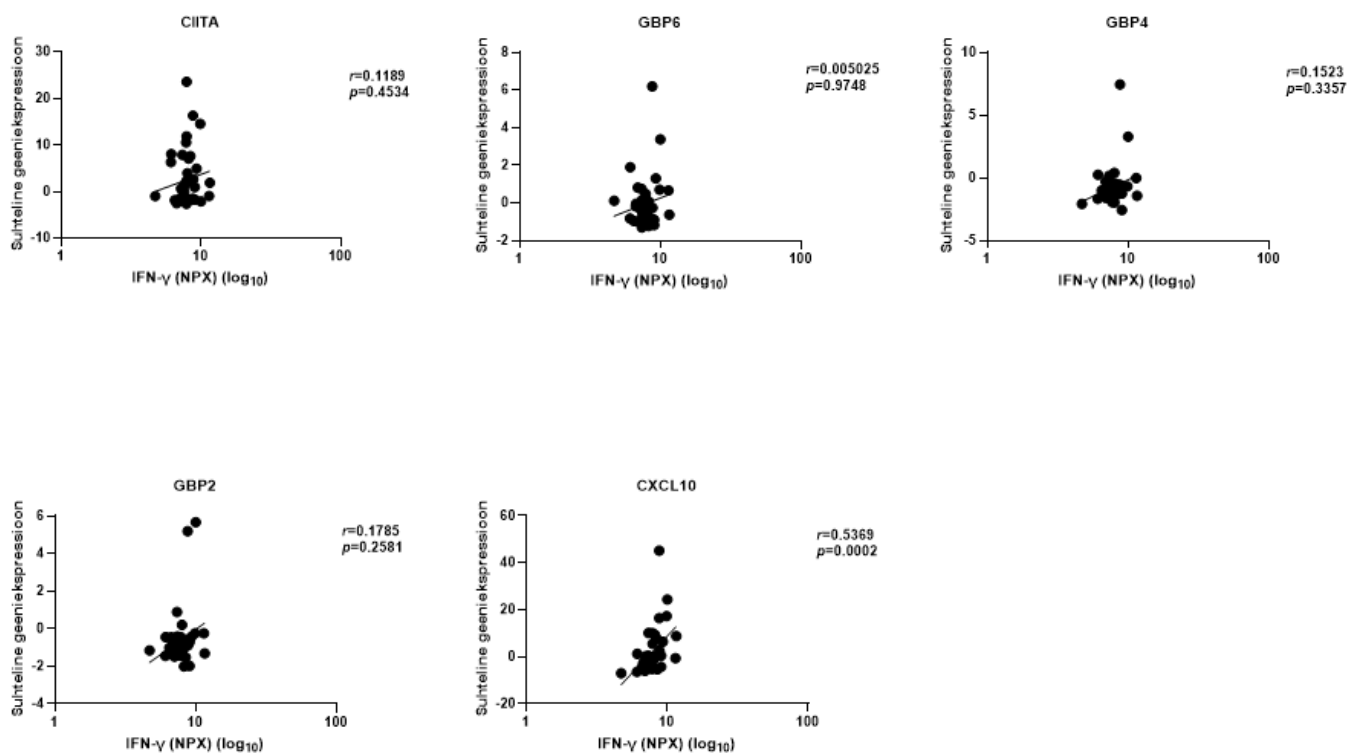 CIITA
Suhteline geeniekspressioon
30
20
10
0
-10
1
10
100
IFN-γ (NPX) (log10)
r=0.1189
p=0.4534
GBP6
Suhteline geeniekspressioon
8
6
4
2
0
-2
1
10
100
IFN-γ (NPX) (log10)
r=0.005025
p=0.9748
GBP4
Suhteline geeniekspressioon
10
5
0
-5
1
10
100
IFN-γ (NPX) (log10)
r=0.1523
p=0.3357
GBP2
Suhteline geeniekspressioon
6
4
2
0
-2
-4
1
10
100
IFN-γ (NPX) (log10)
r=0.1785
p=0.2581
CXCL10
Suhteline geeniekspressioon
60
40
20
0
-20
1
10
100
IFN-γ (NPX) (log10)
r=0.5369
p=0.0002